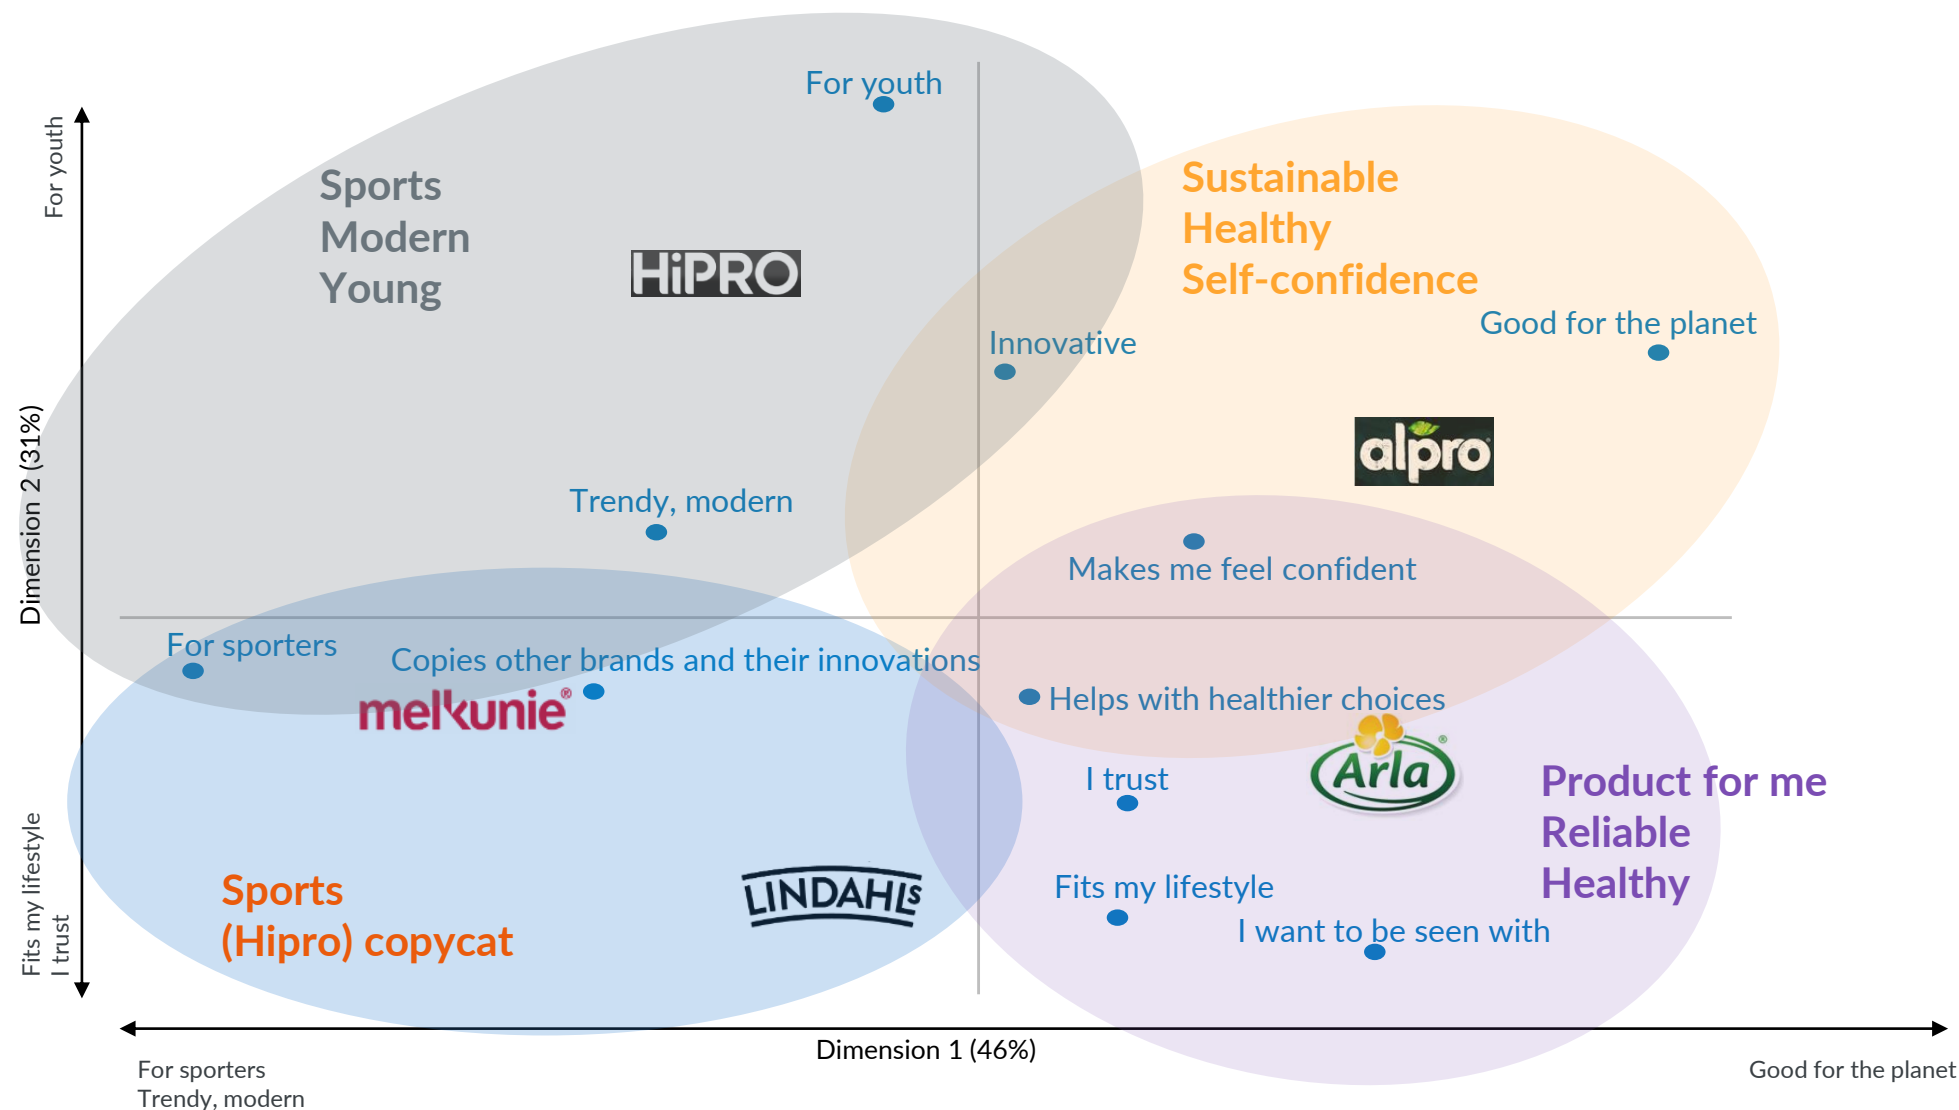 For youth
For youth
Sports
Modern
Young
HiPRO
Sustainable
Healthy
Self-confidence
Good for the planet
Innovative
alpro
Trendy, modern
Makes me feel confident
Dimension 2 (31%)
For sporters
Copies other brands and their innovations
melkunie®
Helps with healthier choices
Arla®
I trust
Product for me
Reliable
Healthy
Sports
(Hipro) copycat
LINDAHLs
Fits my lifestyle
I want to be seen with
Fits my lifestyle
I trust
Dimension 1 (46%)
For sporters
Trendy, modern
Good for the planet